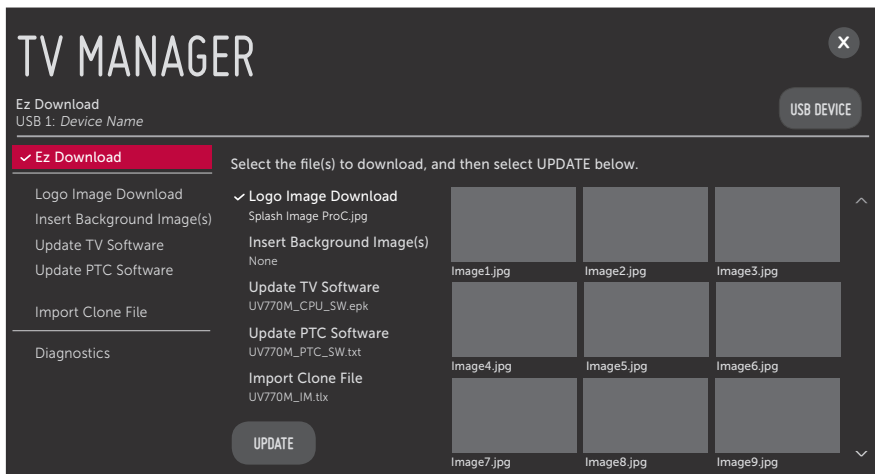 TV MANAGER
X
Ez Download
USB 1: Device Name
USB DEVICE
Ez Download
Logo Image Download
Insert Background Image(s)
Update TV Software
Update PTC Software
Import Clone File
Diagnostics
Select the file(s) to download, and then select UPDATE below.
Logo Image Download
Splash Image ProC.jpg
Insert Background Image(s)
None
Update TV Software
UV770M_CPU_SW.epk
Update PTC Software
UV770M_PTC_SW.txt
Import Clone File
UV770M_IM.tlx
UPDATE
Image1.jpg
Image2.jpg
Image3.jpg
Image4.jpg
Image5.jpg
Image6.jpg
Image7.jpg
Image8.jpg
Image9.jpg